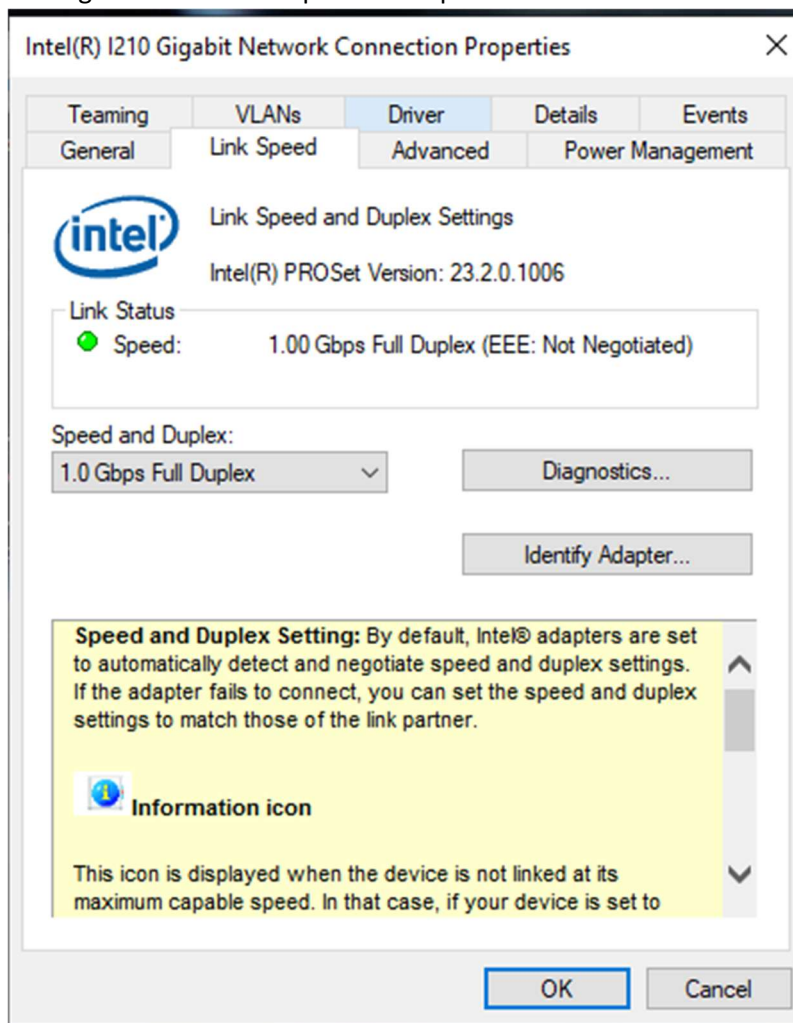 Intel(R) I210 Gigabit Network Connection Properties
Teaming VLANs Driver Details Events
General Link Speed Advanced Power Management
intel
Link Speed and Duplex Settings
Intel(R) PROSet Version: 23.2.0.1006
Link Status
Speed: 1.00 Gbps Full Duplex (EEE: Not Negotiated)
Speed and Duplex:
1.0 Gbps Full Duplex
Diagnostics...
Identify Adapter...
Speed and Duplex Setting: By default, Intel® adapters are set
to automatically detect and negotiate speed and duplex settings.
If the adapter fails to connect, you can set the speed and duplex
settings to match those of the link partner.
Information icon
This icon is displayed when the device is not linked at its
maximum capable speed. In that case, if your device is set to
OK Cancel